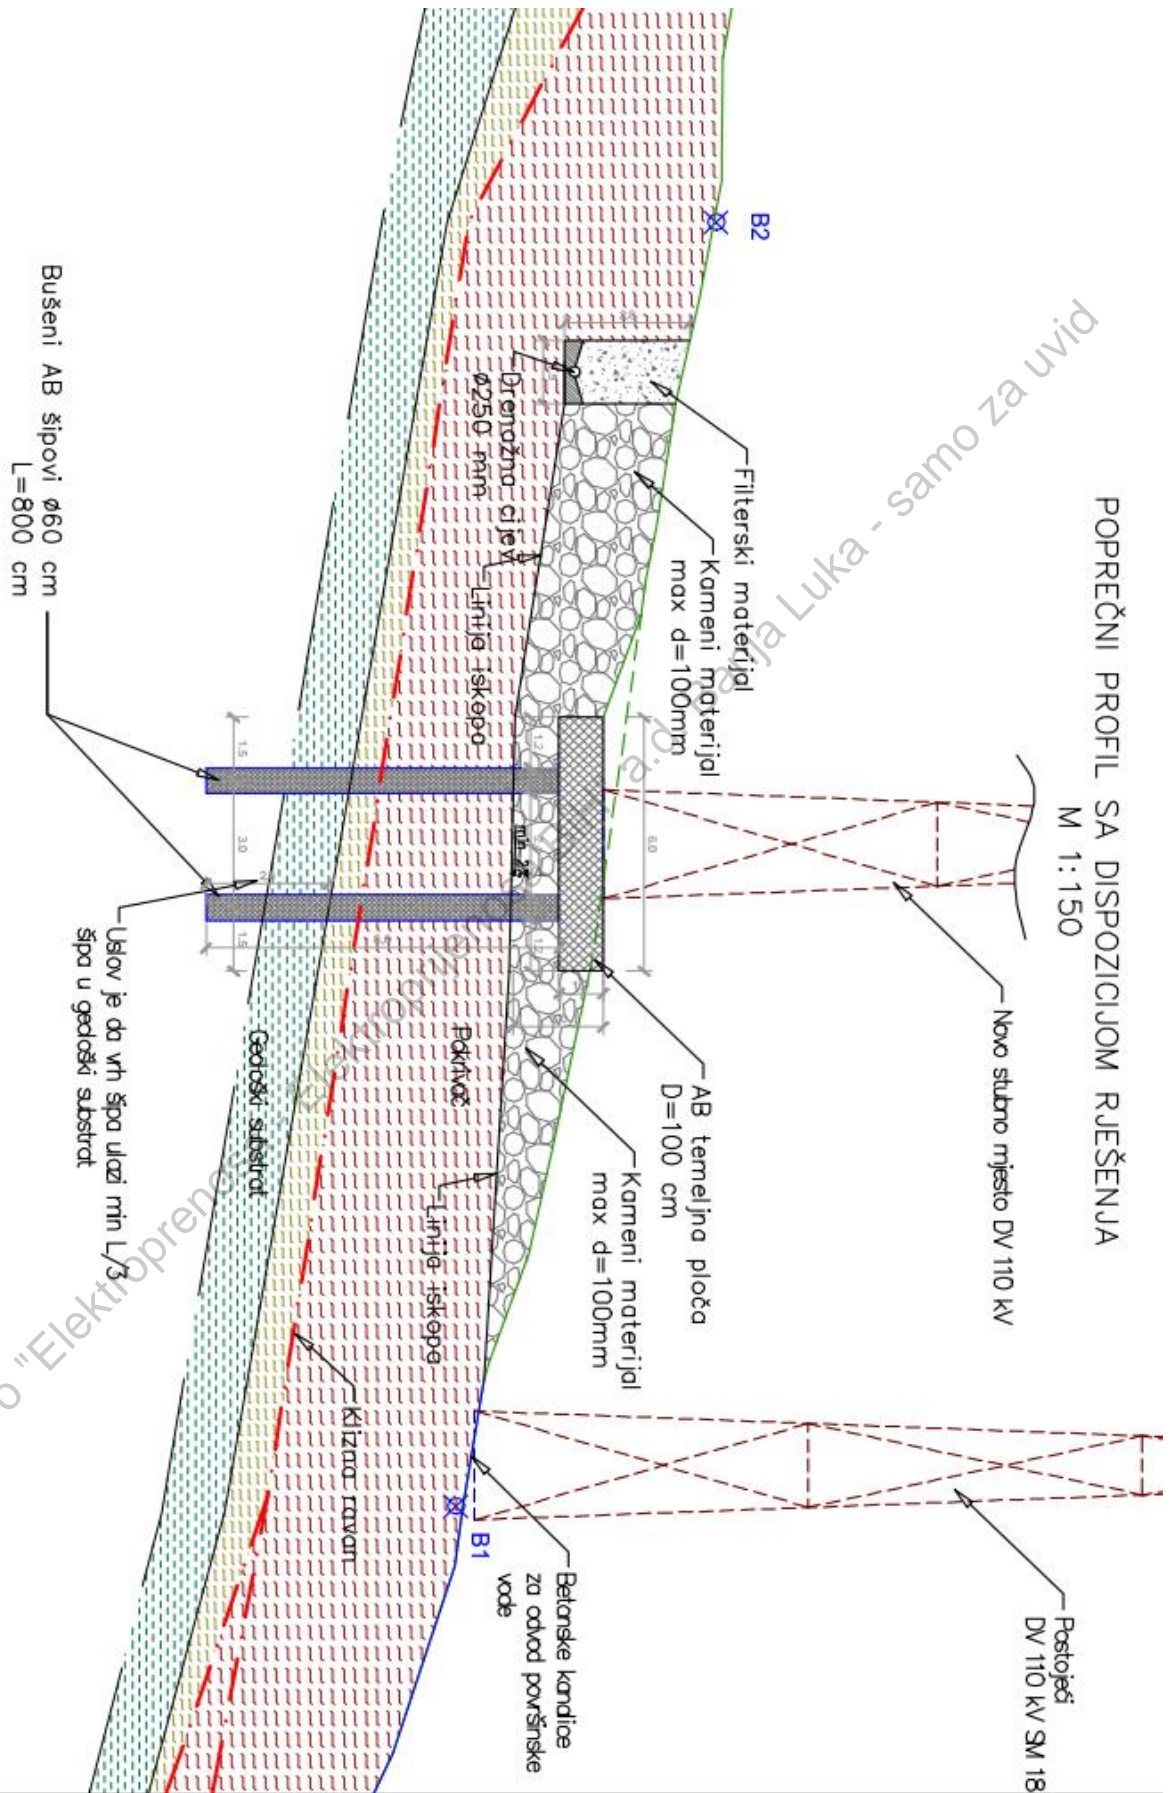 POPREČNI PROFIL SA DISPOZICIJOM RJEŠENJA
M 1:150
B2
Filterski materijal
Kameni materijal
max d=100mm
Drenažna cijev
ø250 mm
Linija iskopa
Bušeni AB šipovi ø60 cm
L=800 cm
Novo stubno mjesto DV 110 kV
AB temeljna ploča
D=100 cm
Kameni materijal
max d=100mm
Pokrivač
Linija iskopa
Geološki substrat
Uslov je da vrh šipa ulazi min L/3
šipa u geološki substrat
Klizna ravan
B1
Betonske kandlice
za odvod površinske
vode
Postojeći
DV 110 kV SM 18
1.5
3.0
1.5
6.0
1.2
min 25
"Elektroprenos a.d. Banja Luka - samo za uvid